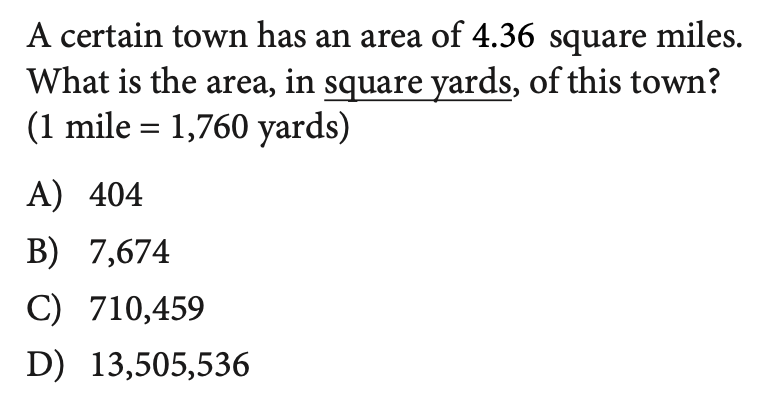 A certain town has an area of 4.36 square miles.
What is the area, in square yards, of this town?
(1 mile = 1,760 yards)
A) 404
B) 7,674
C) 710,459
D) 13,505,536